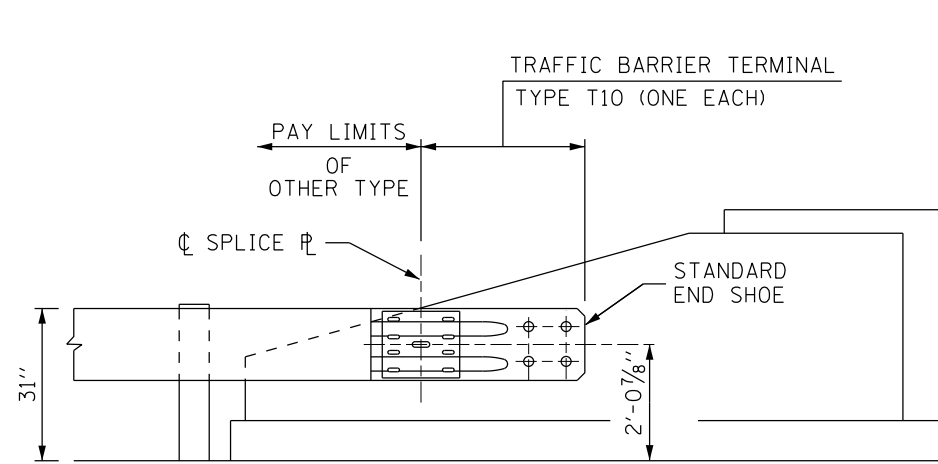 TRAFFIC BARRIER TERMINAL
TYPE T10 (ONE EACH)
PAY LIMITS
OF
OTHER TYPE
℄ SPLICE ⅊
STANDARD
END SHOE
31"
2'-0⅞"